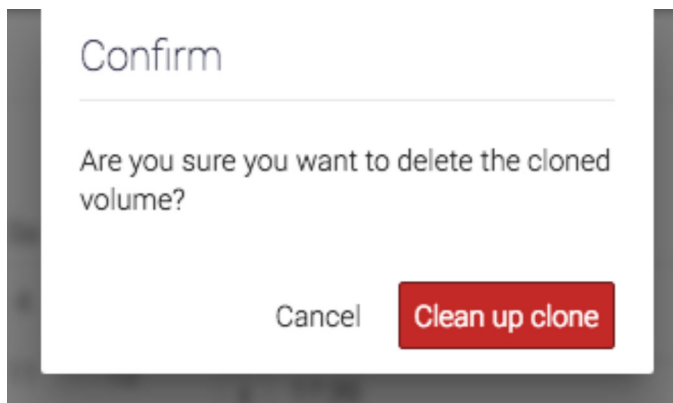 Confirm
Are you sure you want to delete the cloned
volume?
Cancel
Clean up clone